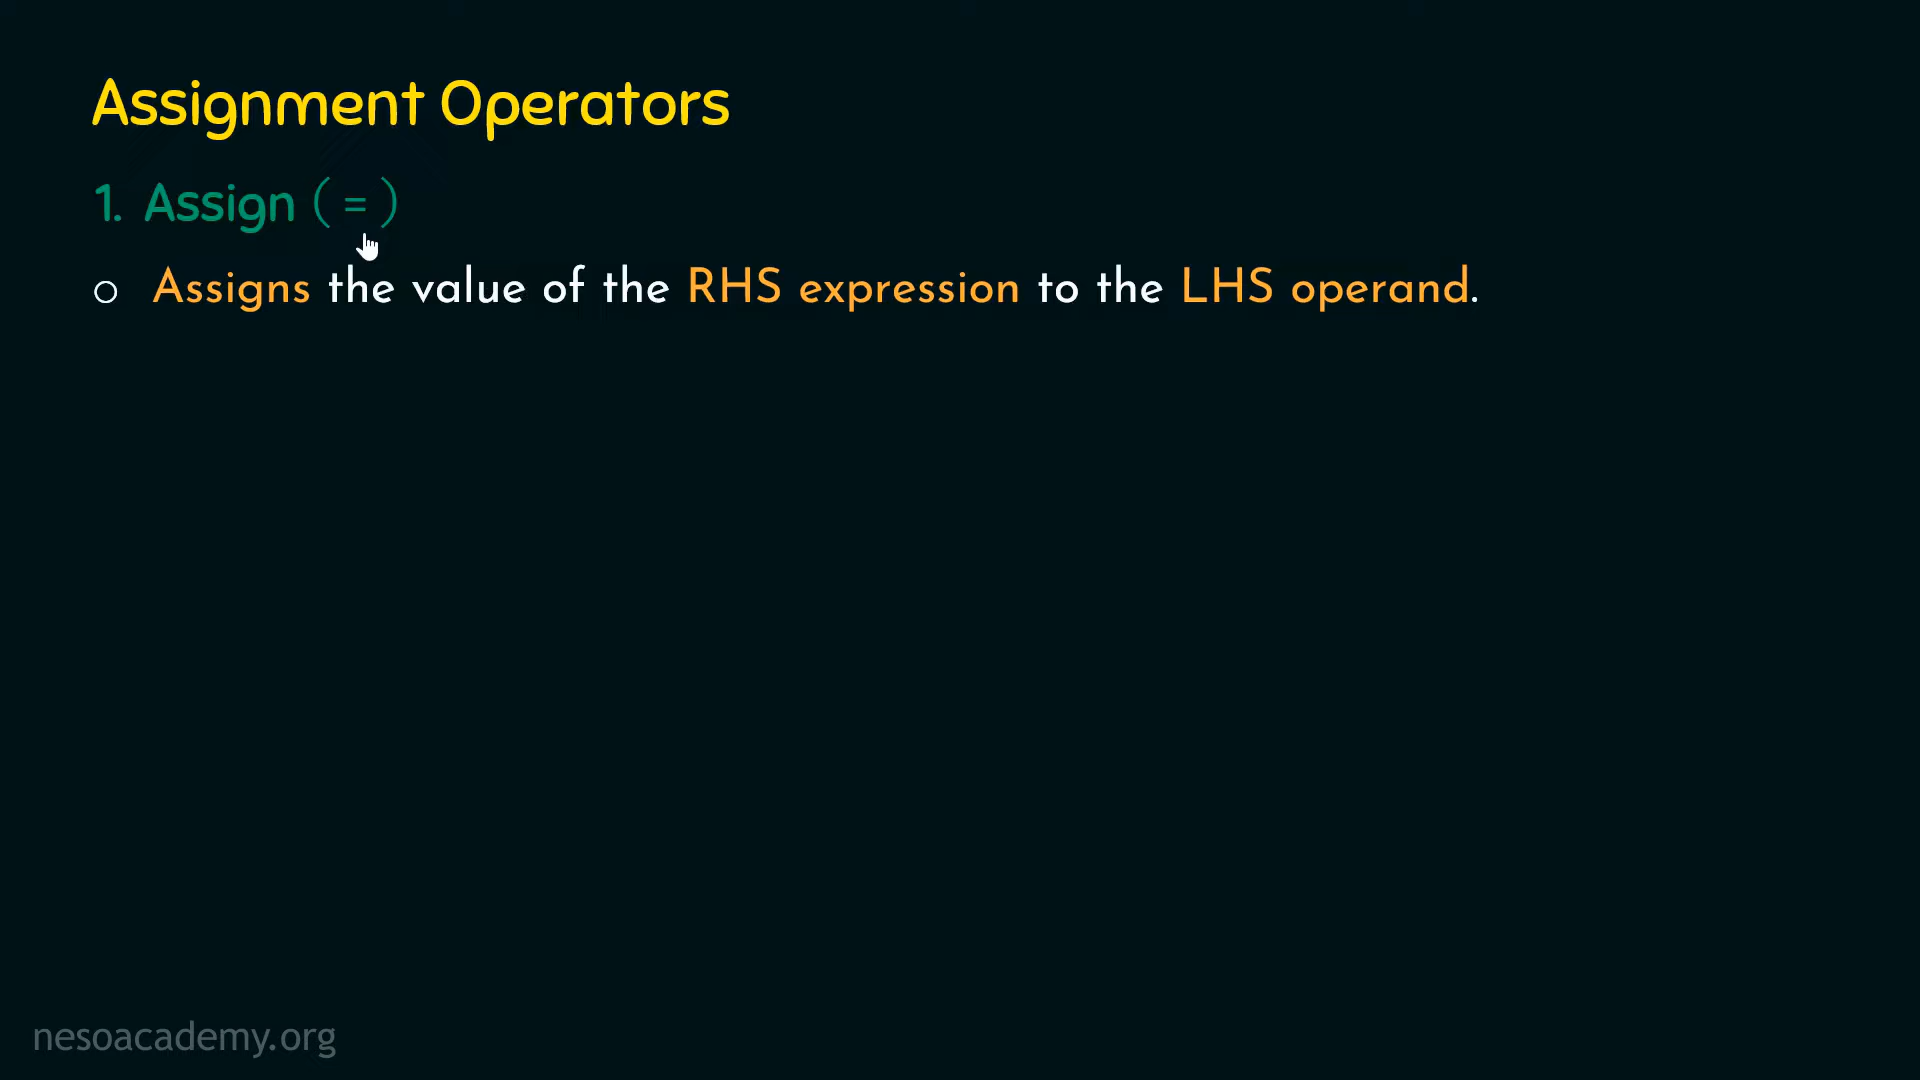 Assignment Operators
1. Assign ( = )
○ Assigns the value of the RHS expression to the LHS operand.
nesoacademy.org